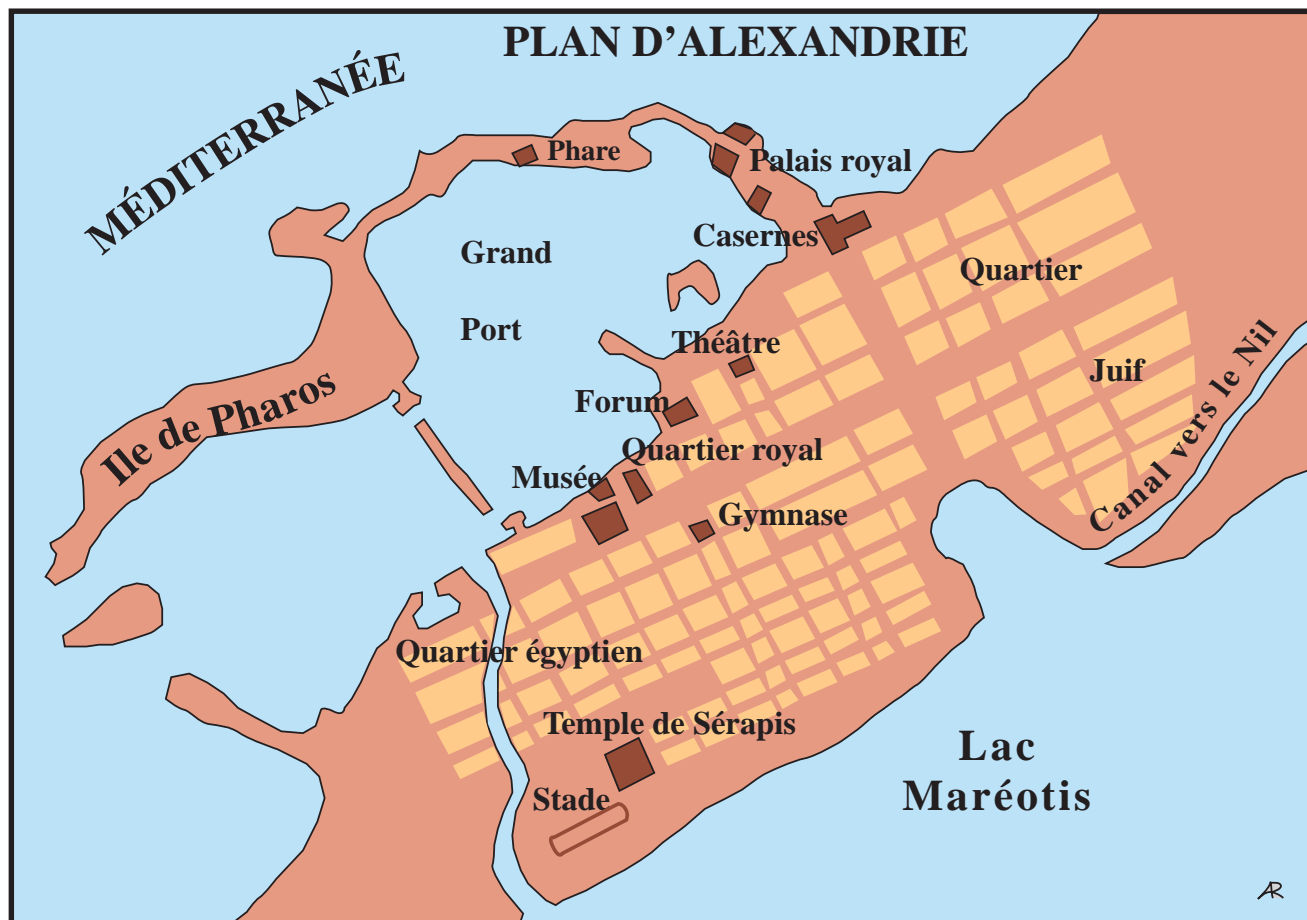 PLAN D'ALEXANDRIE
MÉDITERRANÉE
Phare
Palais royal
Casernes
Grand
Port
Quartier
Juif
Théâtre
Ile de Pharos
Forum
Quartier royal
Musée
Gymnase
Canal vers le Nil
Quartier égyptien
Temple de Sérapis
Stade
Lac
Maréotis
AR